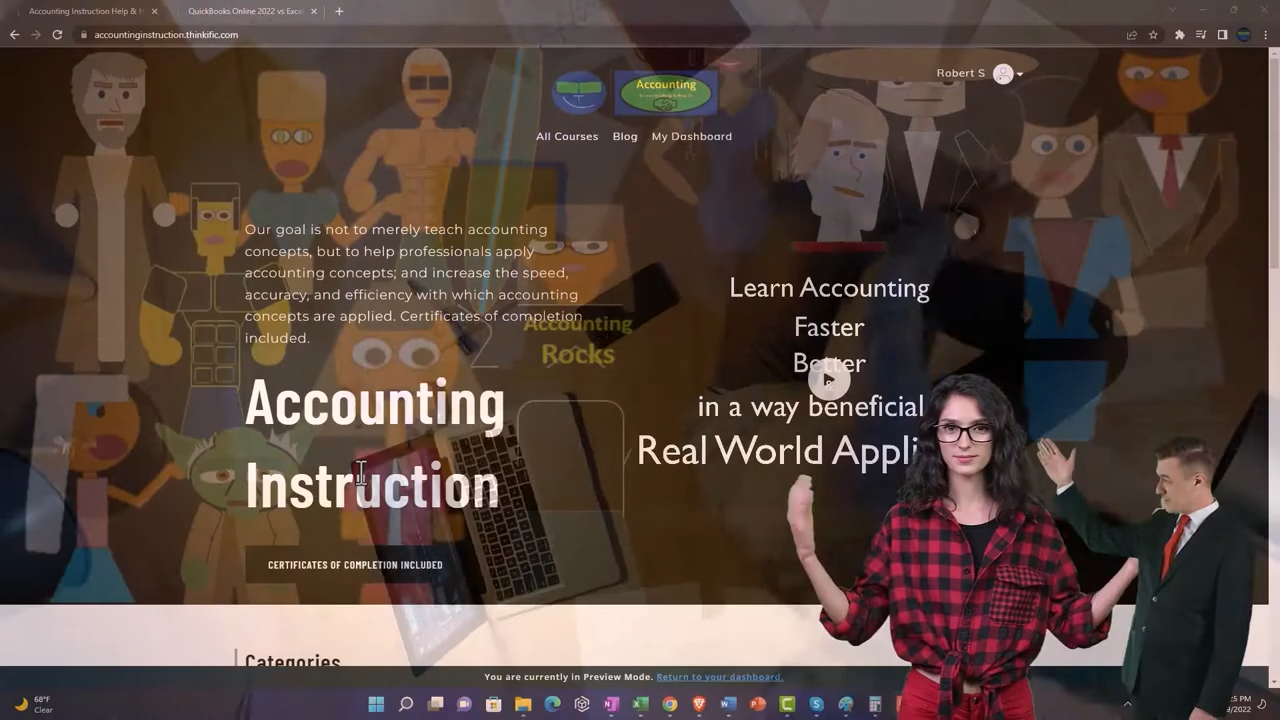 Accounting Instruction Help & H
QuickBooks Online 2022 vs Exce
accountinginstruction.thinkific.com
Robert S
Accounting
All Courses Blog My Dashboard
Our goal is not to merely teach accounting
concepts, but to help professionals apply
accounting concepts; and increase the speed,
accuracy, and efficiency with which accounting
concepts are applied. Certificates of completion
included.
Accounting
Rocks
Learn Accounting
Faster
Better
in a way beneficial
Real World Appli
Accounting
Instruction
CERTIFICATES OF COMPLETION INCLUDED
Categories
You are currently in Preview Mode. Return to your dashboard.
68°F
Clear
5 PM
/2022